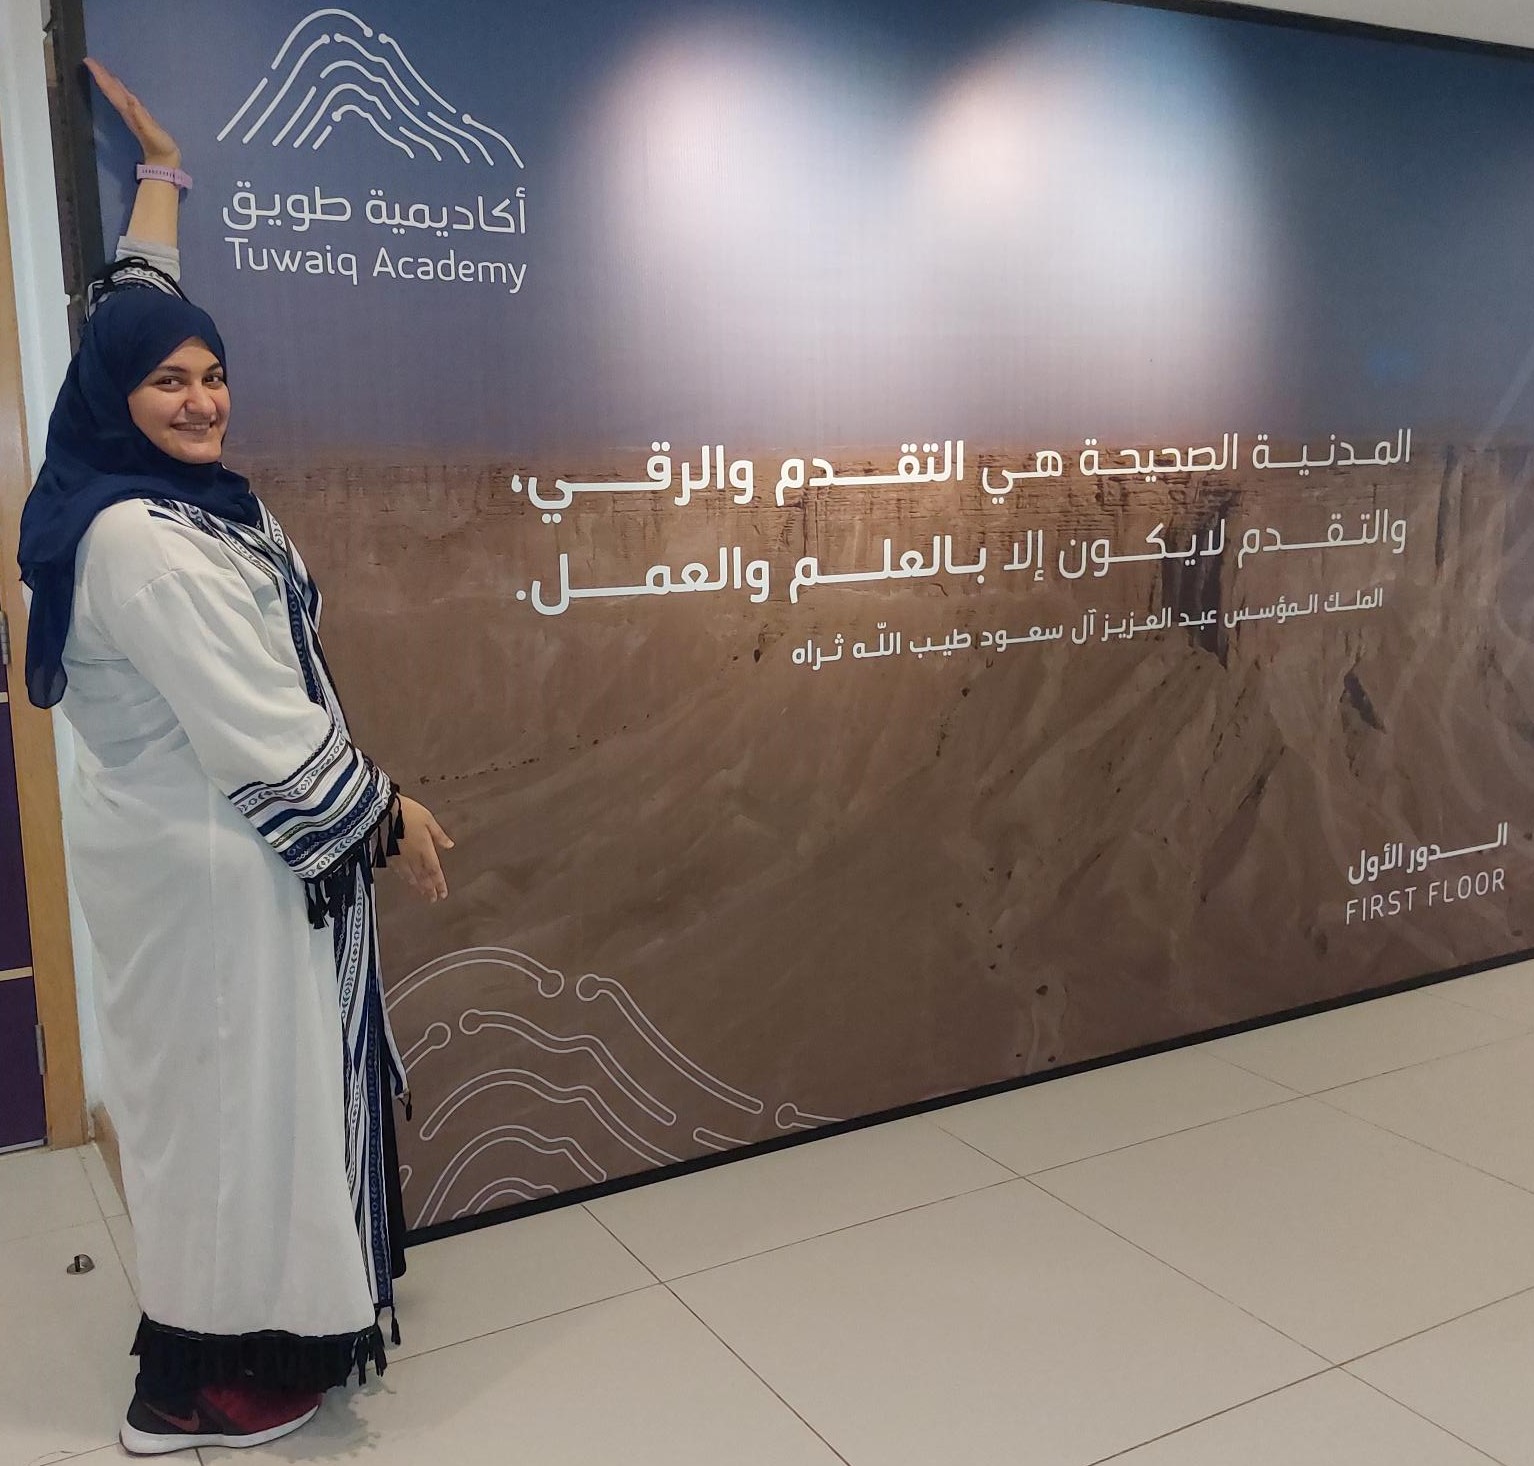 أكاديمية طويق
Tuwaiq Academy
المدنية الصحيحة هي التقدم والرقي،
والتقدم لايكون إلا بالعلم والعمل.
الملك المؤسس عبد العزيز آل سعود طيب الله ثراه
الدور الأول
FIRST FLOOR